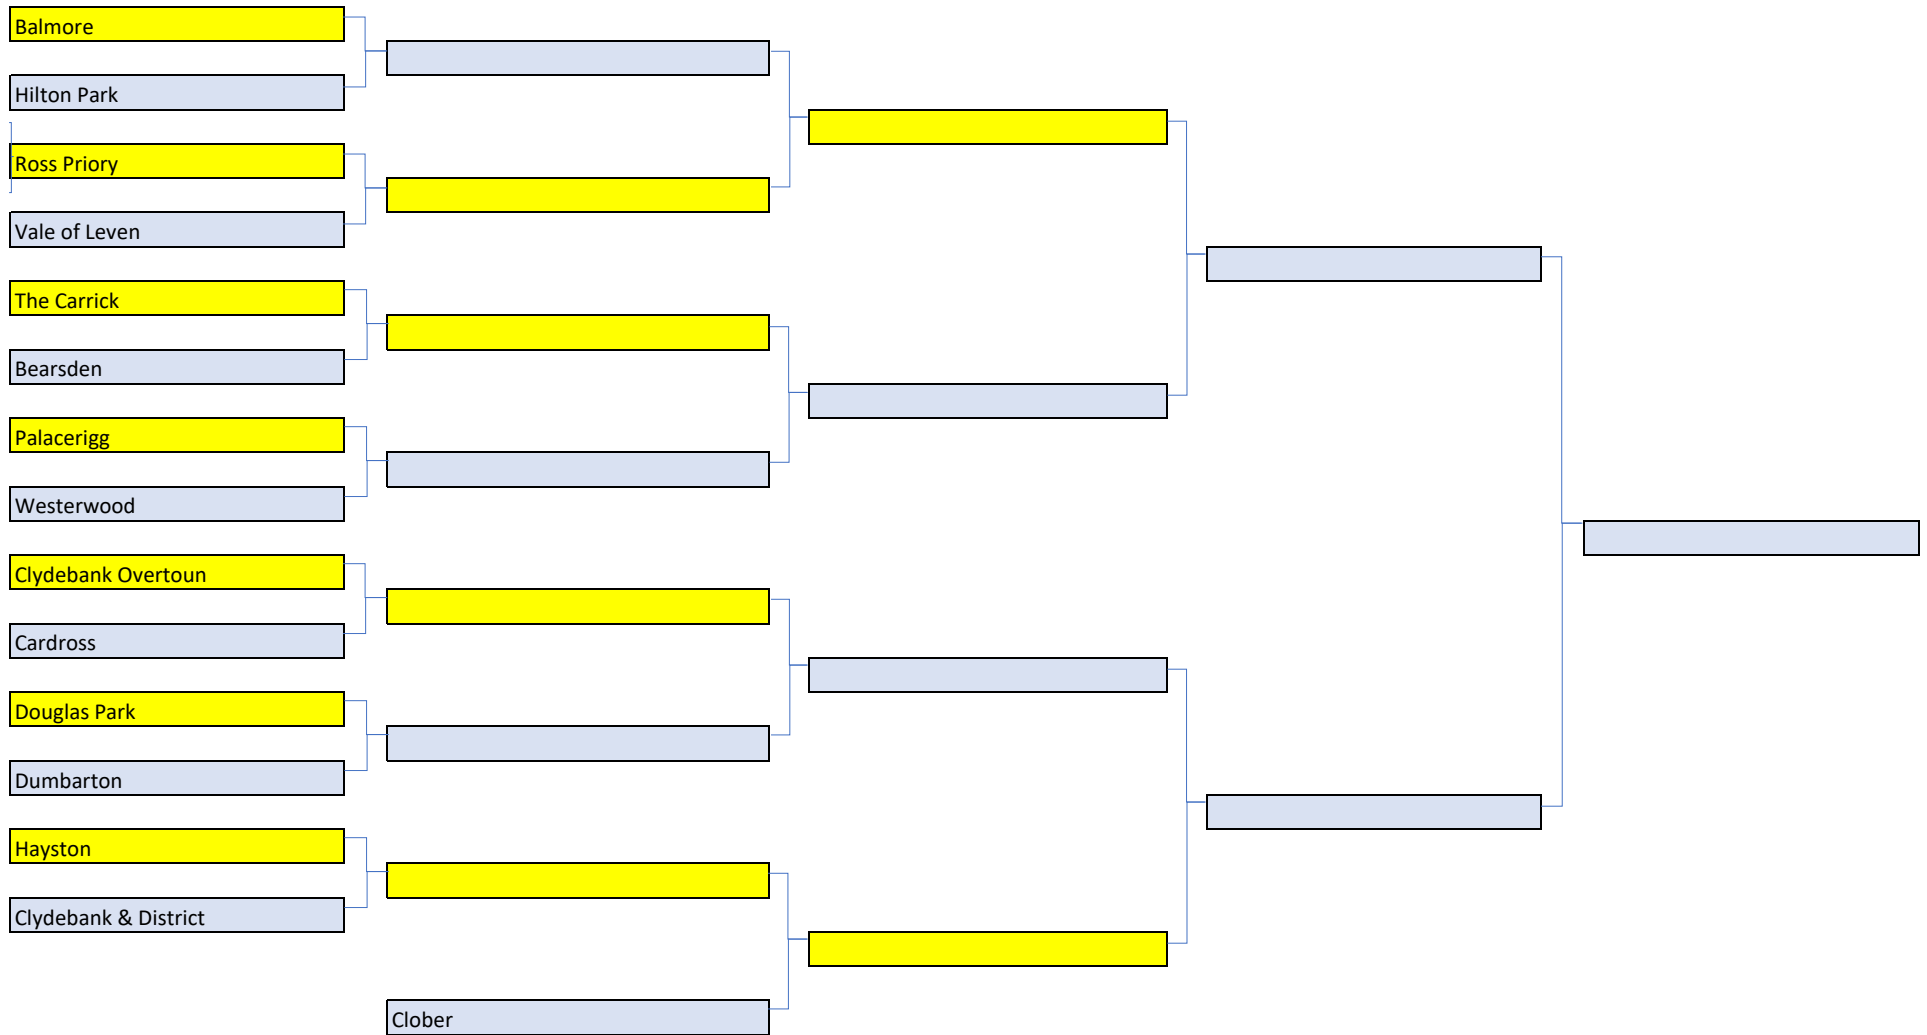 Balmore
Hilton Park
Ross Priory
Vale of Leven
The Carrick
Bearsden
Palacerigg
Westerwood
Clydebank Overtoun
Cardross
Douglas Park
Dumbarton
Hayston
Clydebank & District
Clober